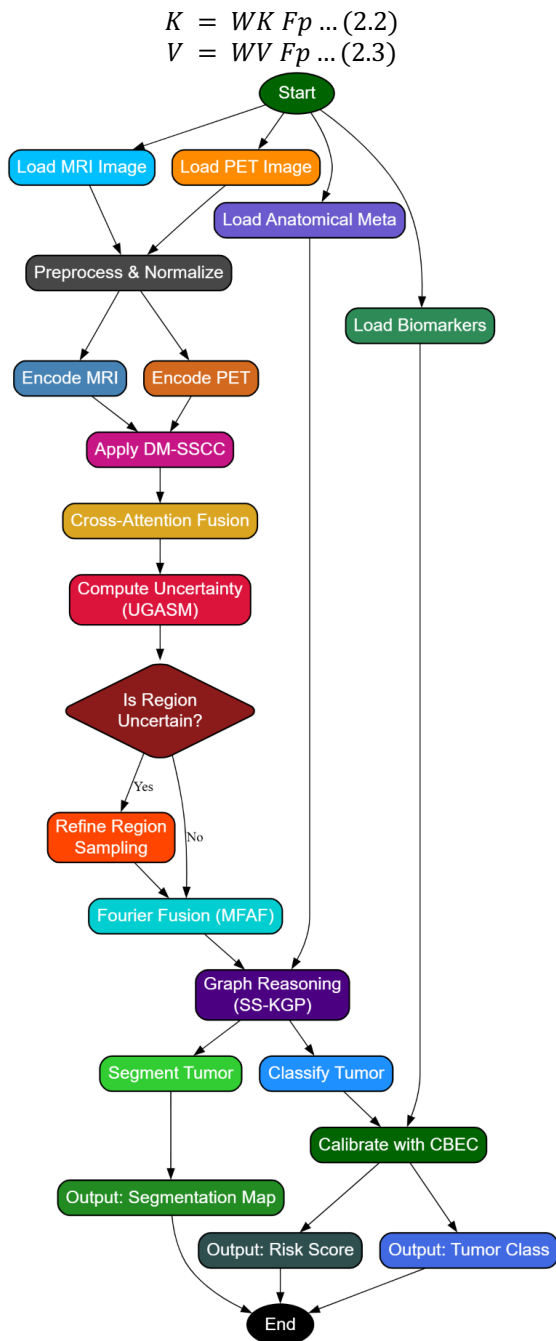 K = WK Fp ... (2.2)
V = WV Fp ... (2.3)
Start
Load MRI Image
Load PET Image
Load Anatomical Meta
Preprocess & Normalize
Load Biomarkers
Encode MRI
Encode PET
Apply DM-SSCC
Cross-Attention Fusion
Compute Uncertainty
(UGASM)
Is Region
Uncertain?
Yes
Refine Region
Sampling
No
Fourier Fusion (MFAF)
Graph Reasoning
(SS-KGP)
Segment Tumor
Classify Tumor
Calibrate with CBEC
Output: Segmentation Map
Output: Risk Score
Output: Tumor Class
End